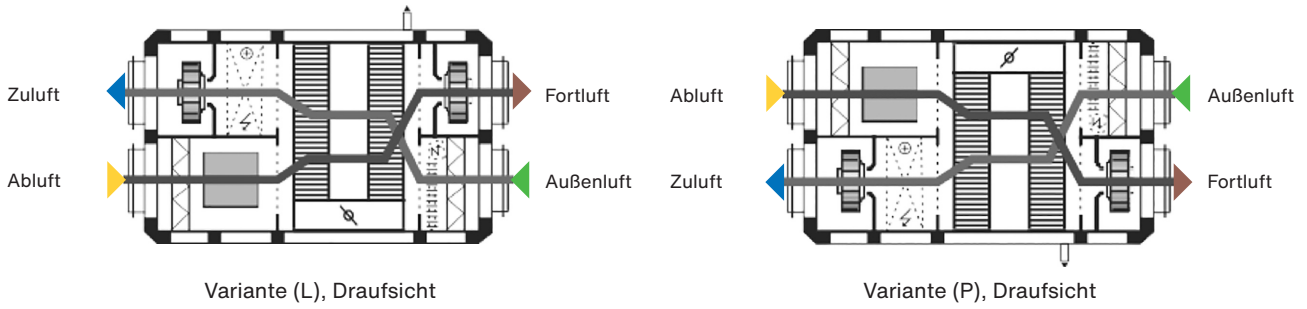 Zuluft
Fortluft
Abluft
Außenluft
Variante (L), Draufsicht
Abluft
Außenluft
Zuluft
Fortluft
Variante (P), Draufsicht